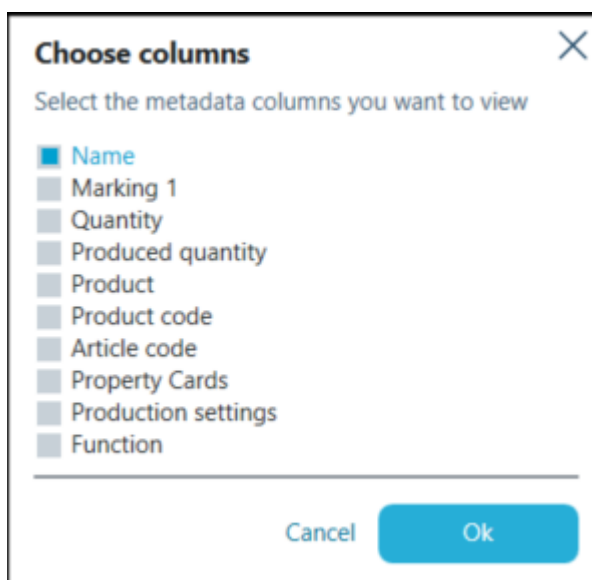 Choose columns
Select the metadata columns you want to view
Name
Marking 1
Quantity
Produced quantity
Product
Product code
Article code
Property Cards
Production settings
Function
Cancel Ok